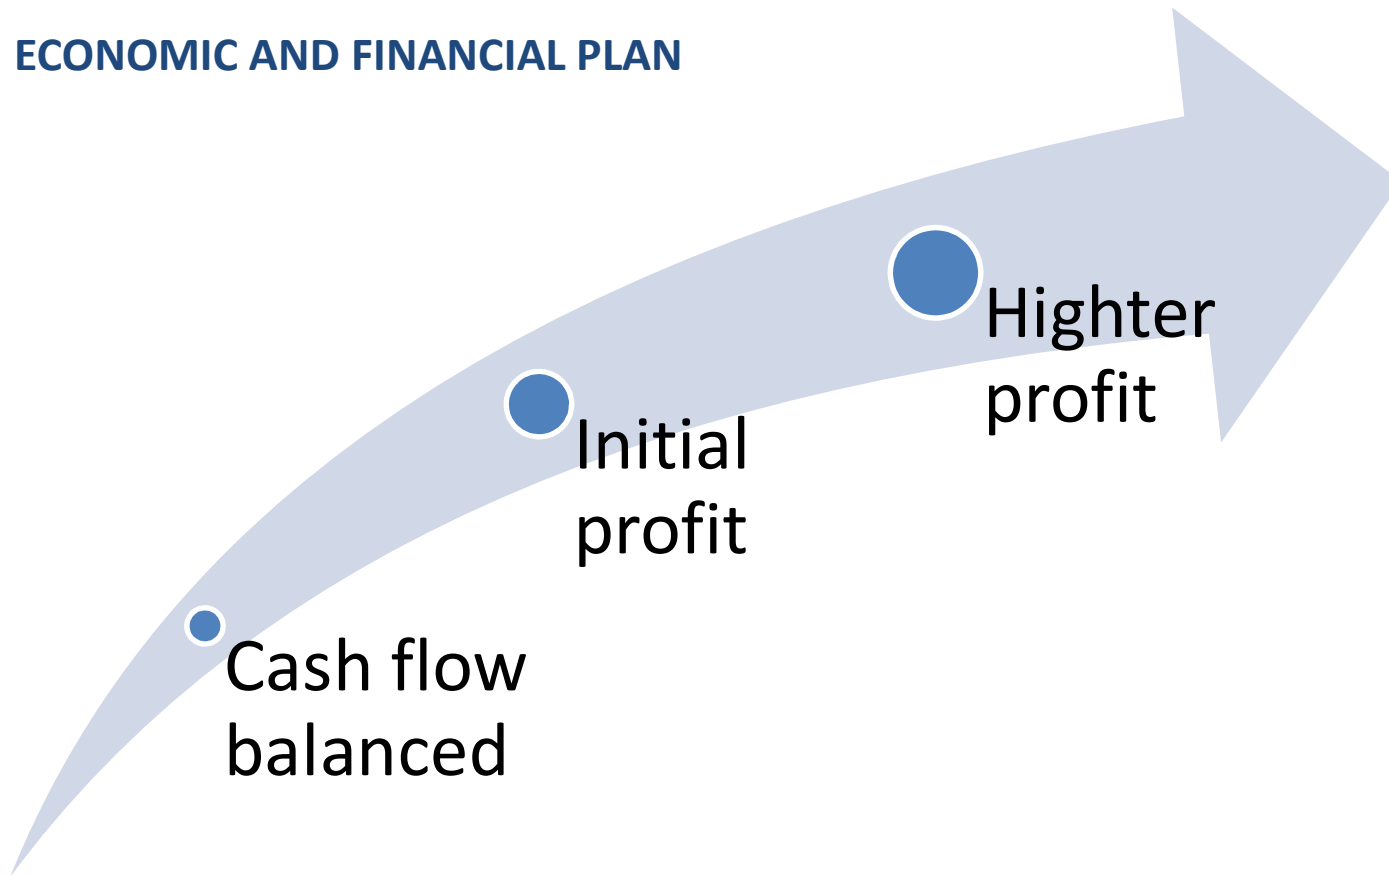 ECONOMIC AND FINANCIAL PLAN
Highter
profit
Initial
profit
Cash flow
balanced